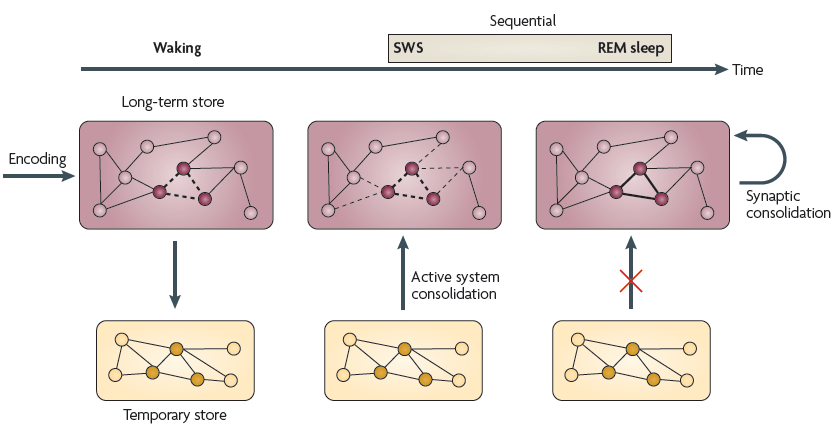 Sequential
Waking
SWS
REM sleep
Time
Long-term store
Encoding
Synaptic
consolidation
Active system
consolidation
Temporary store